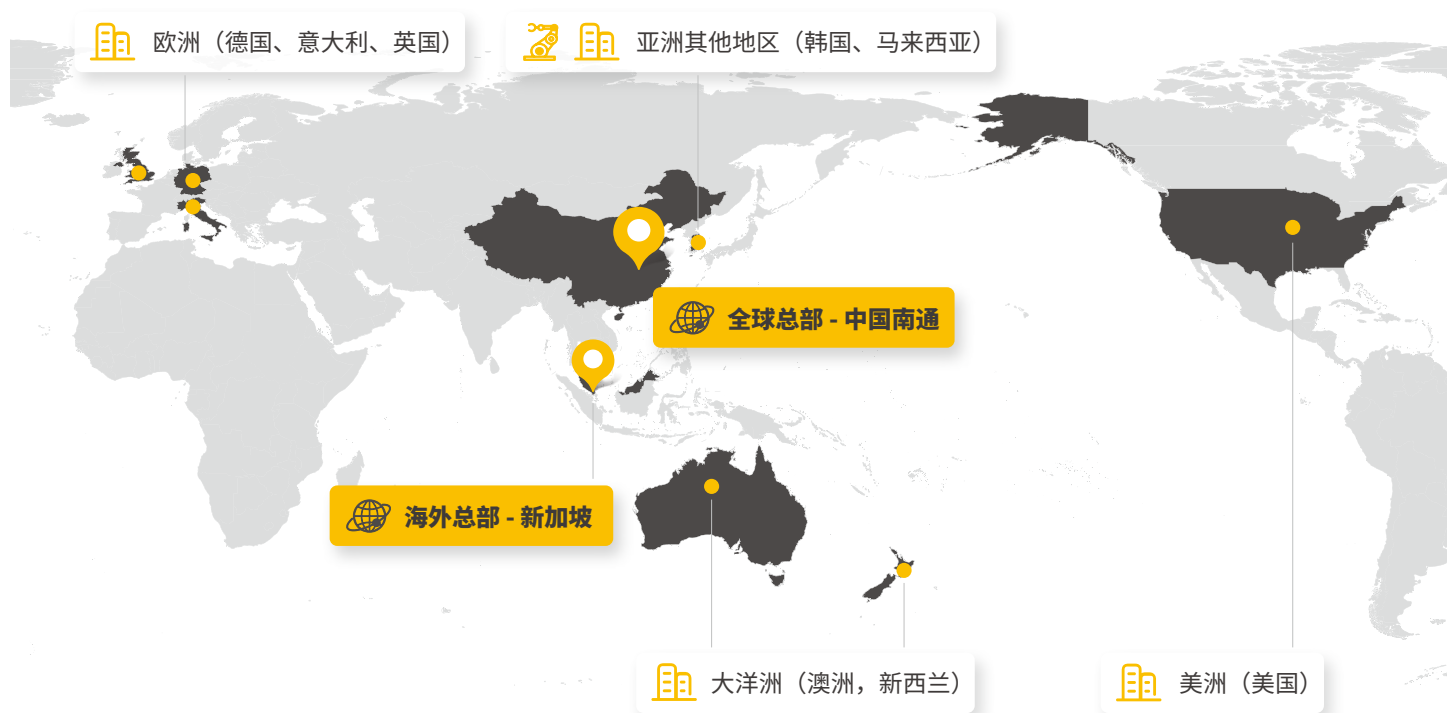 欧洲（德国、意大利、英国）
亚洲其他地区（韩国、马来西亚）
全球总部 - 中国南通
海外总部 - 新加坡
大洋洲（澳洲，新西兰）
美洲（美国）